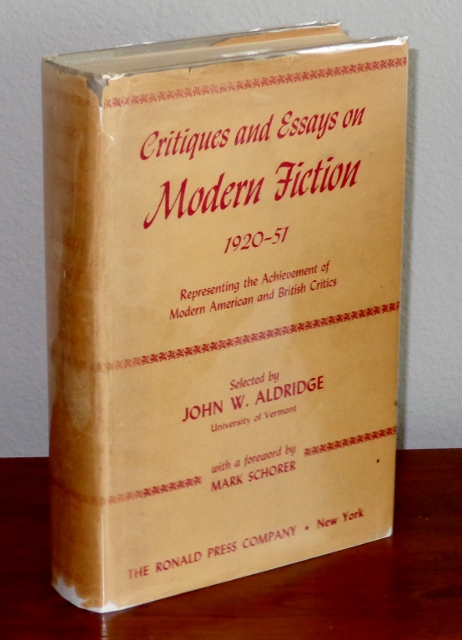 Critiques and Essays on
Modern Fiction
1920-51
Representing the Achievement of
Modern American and British Critics
Selected by
JOHN W. ALDRIDGE
University of Vermont
with a foreword by
MARK SCHORER
THE RONALD PRESS COMPANY • New York